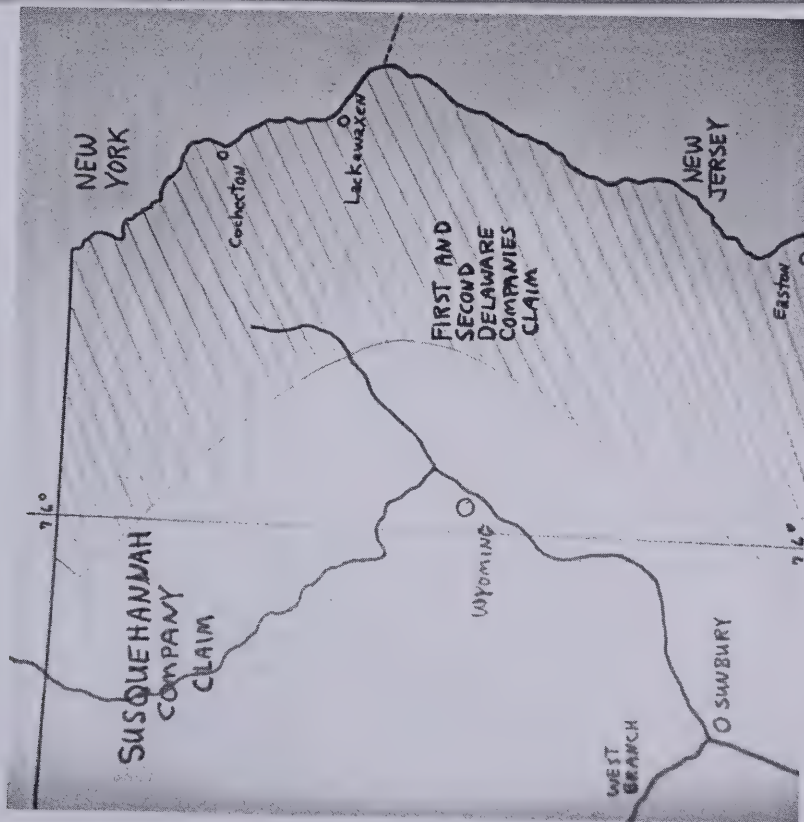 NEW
YORK
Cochecton
Lackawaxen
NEW
JERSEY
FIRST AND
SECOND
DELAWARE
COMPANIES
CLAIM
EASTON
76°
76°
SUSQUEHANNAH
COMPANY
CLAIM
WYOMING
WEST
BRANCH
SUNBURY